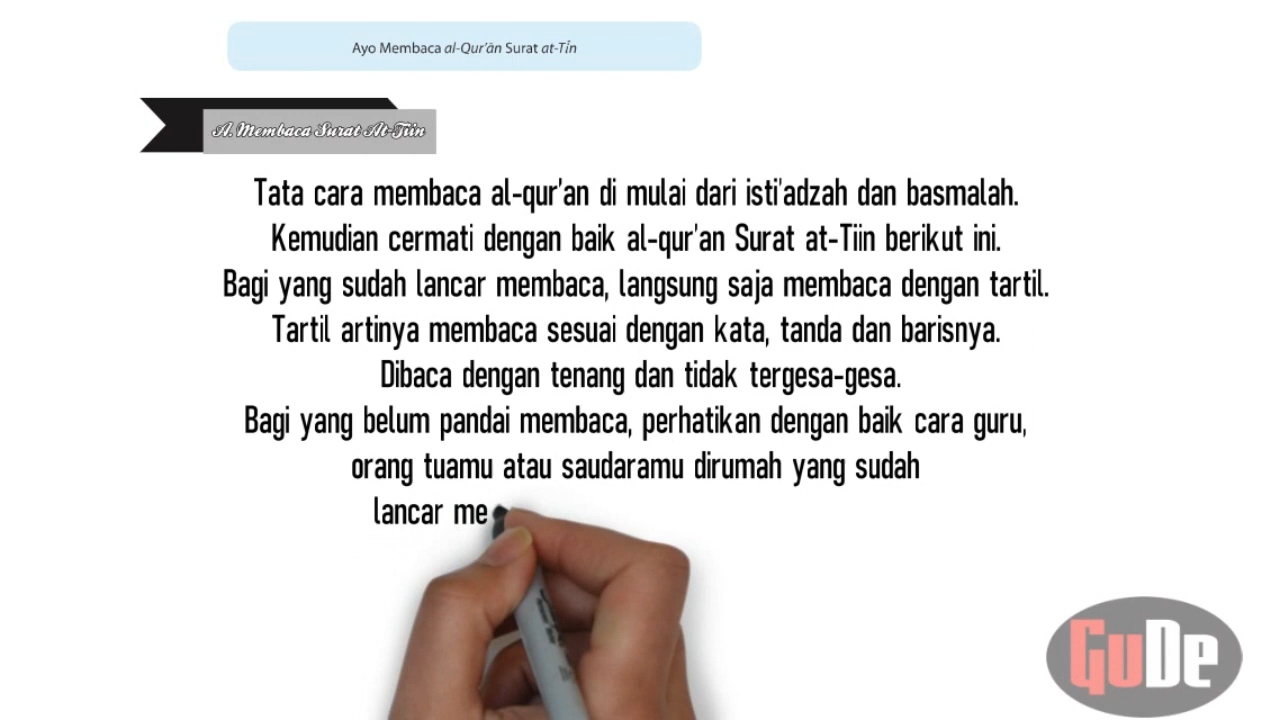 Ayo Membaca al-Qur'ān Surat at-Tīn
A. Membaca Surat At-Tiin
Tata cara membaca al-qur'an di mulai dari isti'adzah dan basmalah.
Kemudian cermati dengan baik al-qur'an Surat at-Tiin berikut ini.
Bagi yang sudah lancar membaca, langsung saja membaca dengan tartil.
Tartil artinya membaca sesuai dengan kata, tanda dan barisnya.
Dibaca dengan tenang dan tidak tergesa-gesa.
Bagi yang belum pandai membaca, perhatikan dengan baik cara guru,
orang tuamu atau saudaramu dirumah yang sudah
lancar me
GuDe